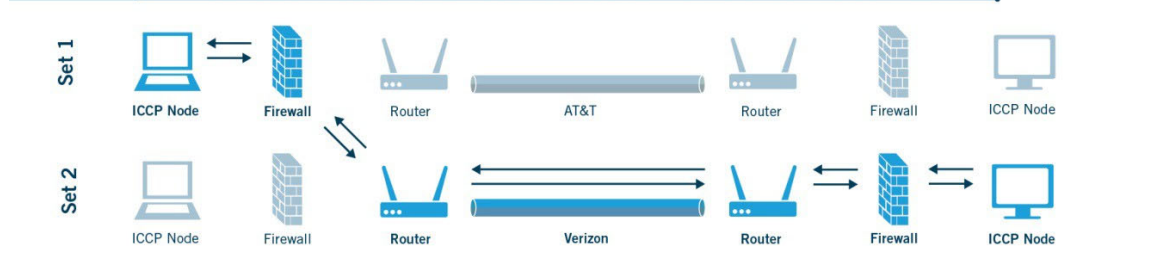 Set 1
ICCP Node Firewall Router AT&T Router Firewall ICCP Node
Set 2
ICCP Node Firewall Router Verizon Router Firewall ICCP Node